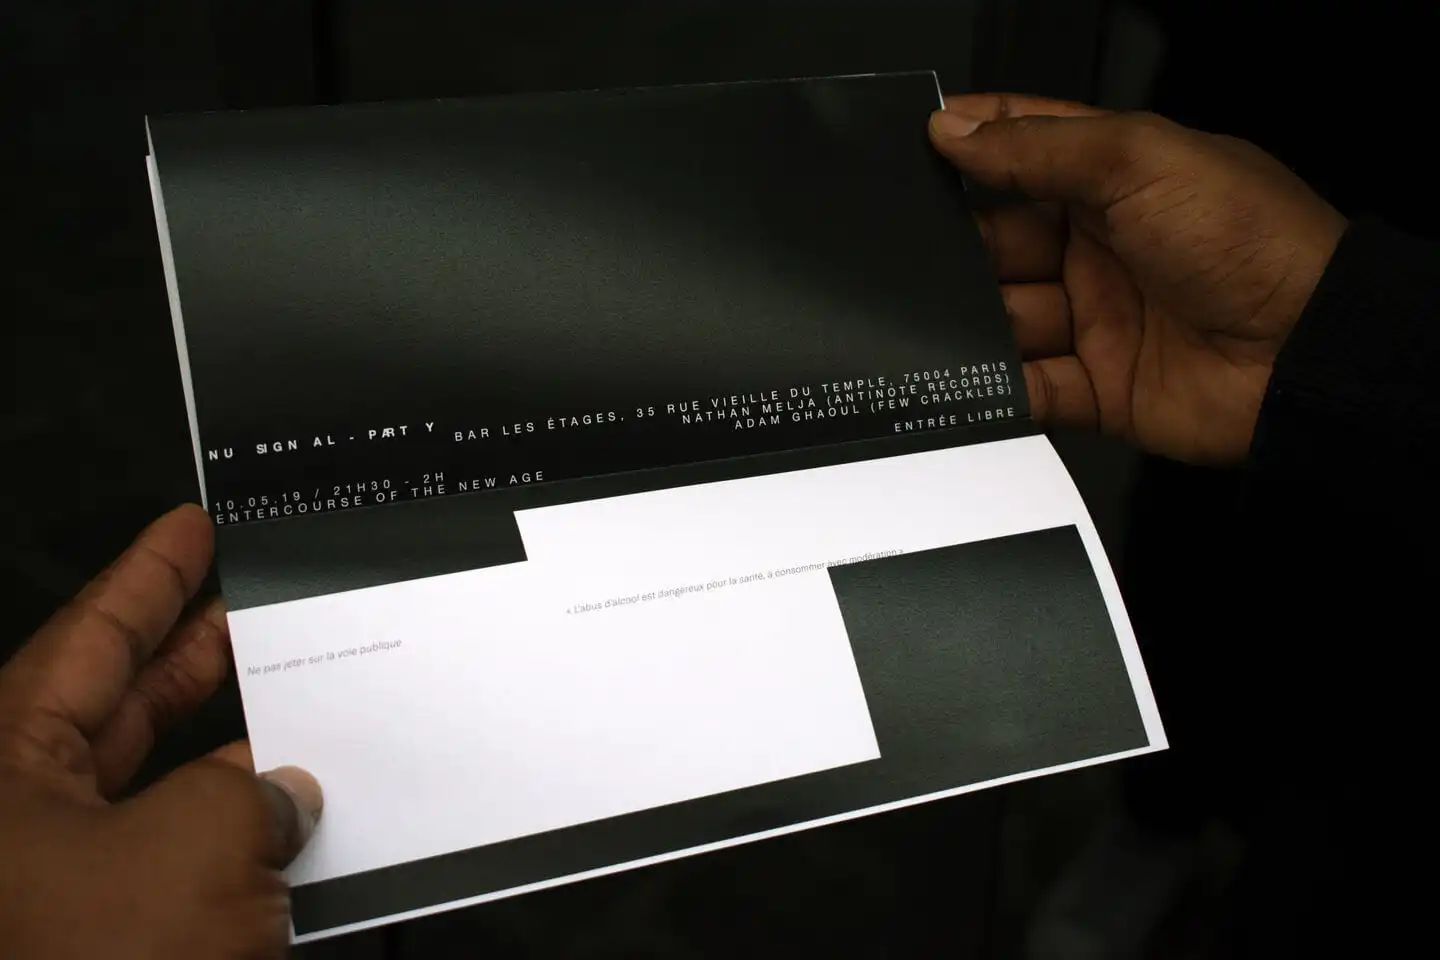 NU SIGN AL - PART Y
BAR LES ÉTAGES, 35 RUE VIEILLE DU TEMPLE, 75004 PARIS
NATHAN MELJA (ANTINOTE RECORDS)
ADAM GHAOUL (FEW CRACKLES)
ENTRÉE LIBRE
10.05.19 / 21H30 - 2H
ENTERCOURSE OF THE NEW AGE
« L'abus d'alcool est dangereux pour la santé, à consommer avec modération »
Ne pas jeter sur la voie publique